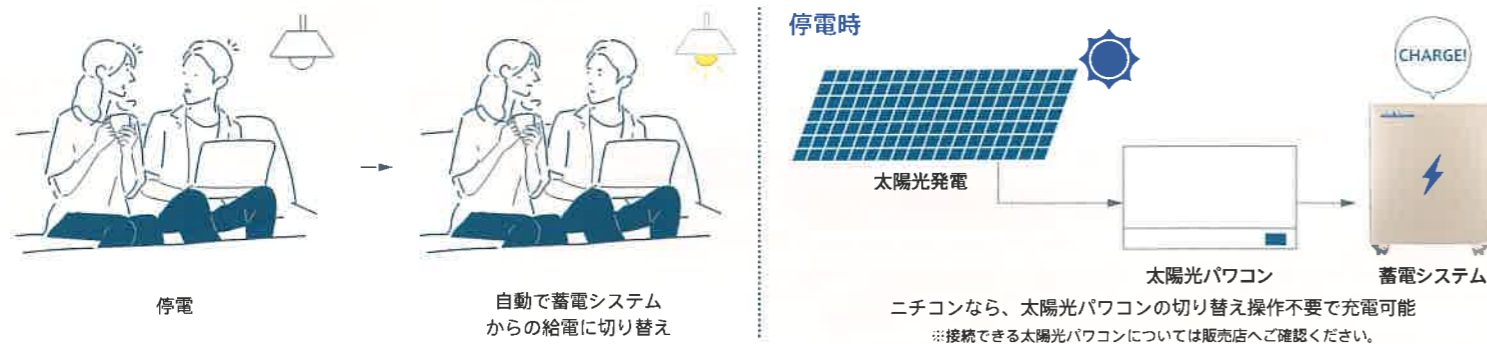 停電
自動で蓄電システム
からの給電に切り替え
停電時
CHARGE!
太陽光発電
太陽光パワコン
蓄電システム
ニチコンなら、太陽光パワコンの切り替え操作不要で充電可能
※接続できる太陽光パワコンについては販売店へご確認ください。